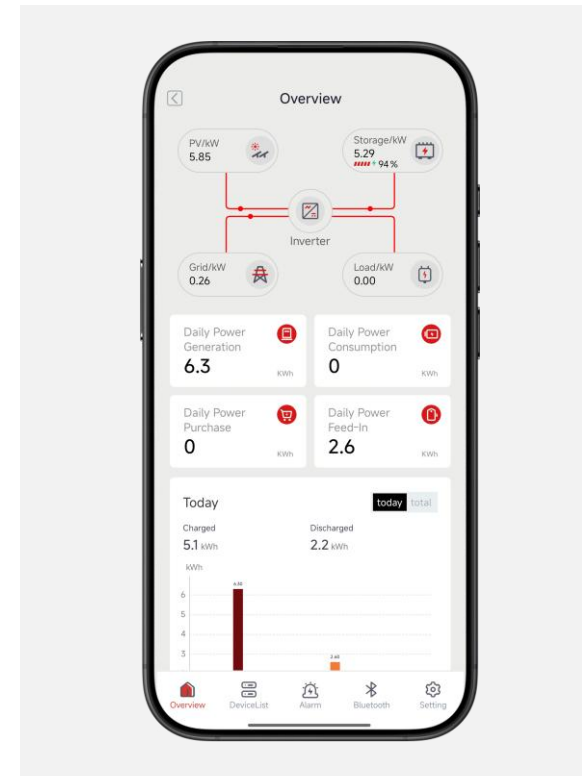 Overview
PV/kW
5.85
Storage/kW
5.29
94%
Inverter
Grid/kW
0.26
Load/kW
0.00
Daily Power
Generation
6.3
KWh
Daily Power
Consumption
0
KWh
Daily Power
Purchase
0
KWh
Daily Power
Feed-In
2.6
KWh
Today
today
total
Charged
5.1 kWh
Discharged
2.2 kWh
kWh
6
5
4
3
Overview
DeviceList
Alarm
Bluetooth
Setting